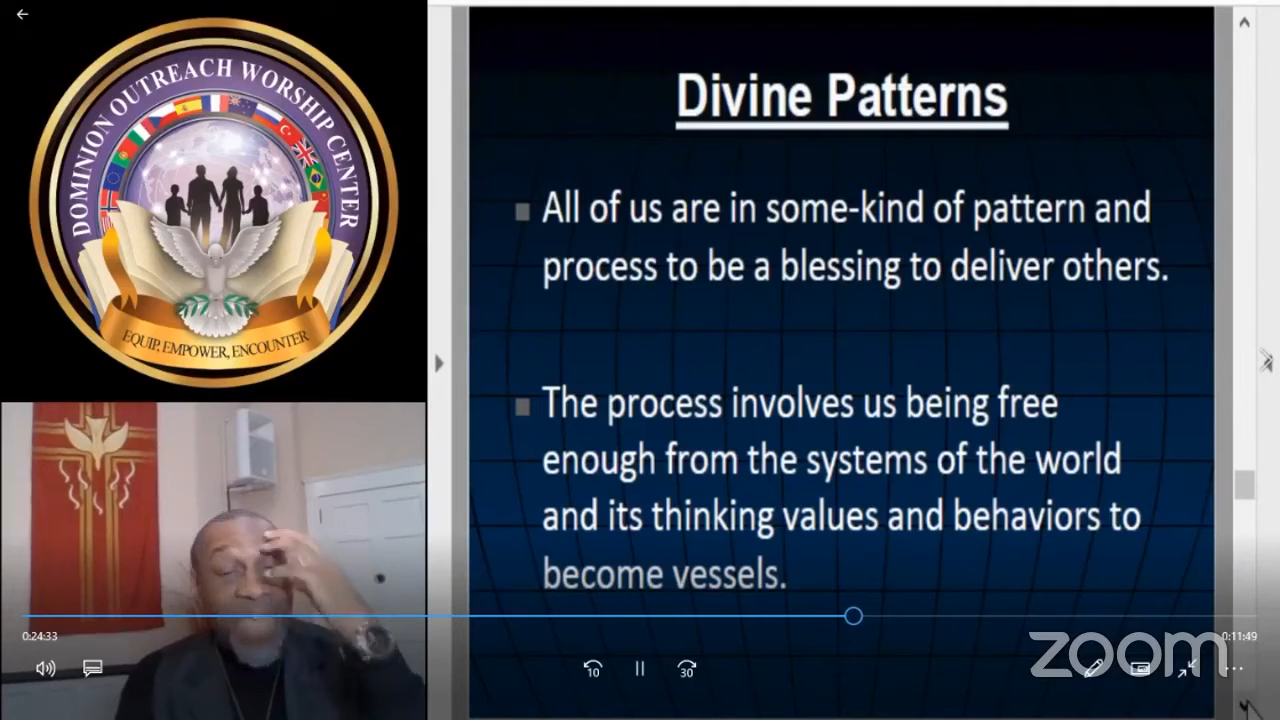 DOMINION OUTREACH WORSHIP CENTER
EQUIP, EMPOWER, ENCOUNTER
Divine Patterns
All of us are in some-kind of pattern and
process to be a blessing to deliver others.
The process involves us being free
enough from the systems of the world
and its thinking values and behaviors to
become vessels.
0:24:33
0:11:49
10
30
zoom